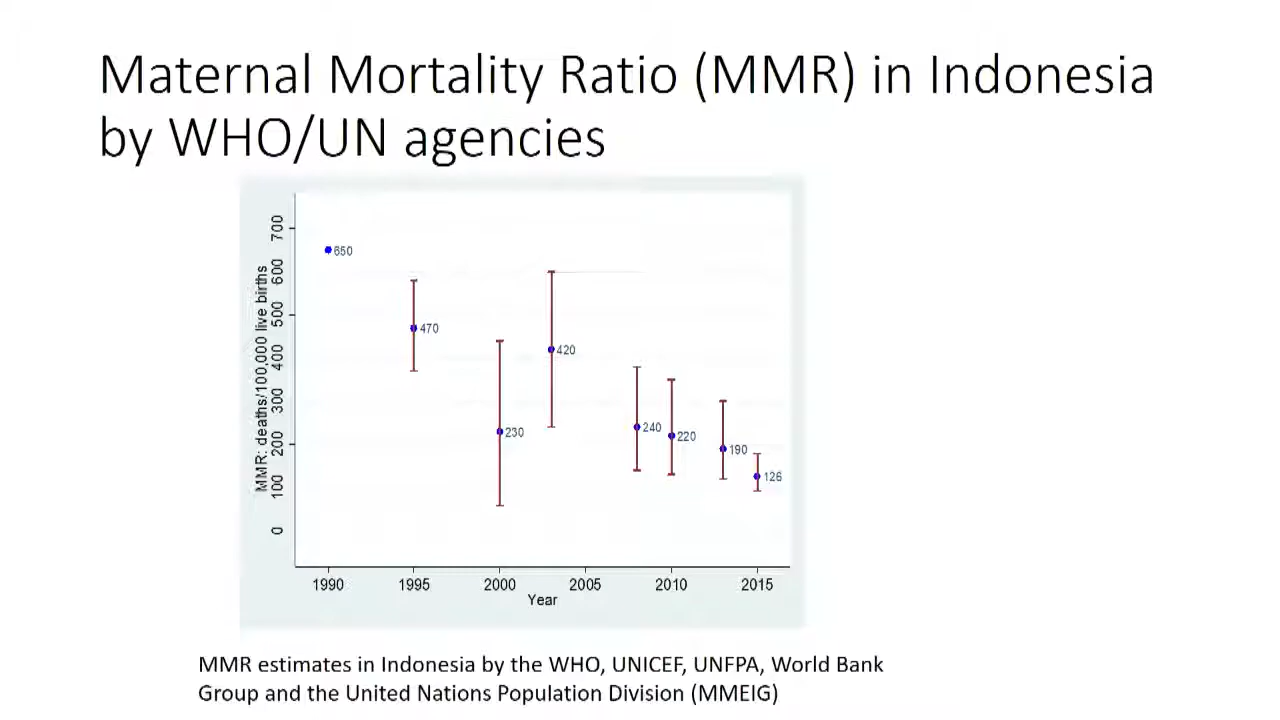 Maternal Mortality Ratio (MMR) in Indonesia
by WHO/UN agencies
MMR: deaths/100,000 live births
700
600
500
400
300
200
100
0
650
470
230
420
240
220
190
126
1990 1995 2000 2005 2010 2015
Year
MMR estimates in Indonesia by the WHO, UNICEF, UNFPA, World Bank
Group and the United Nations Population Division (MMEIG)